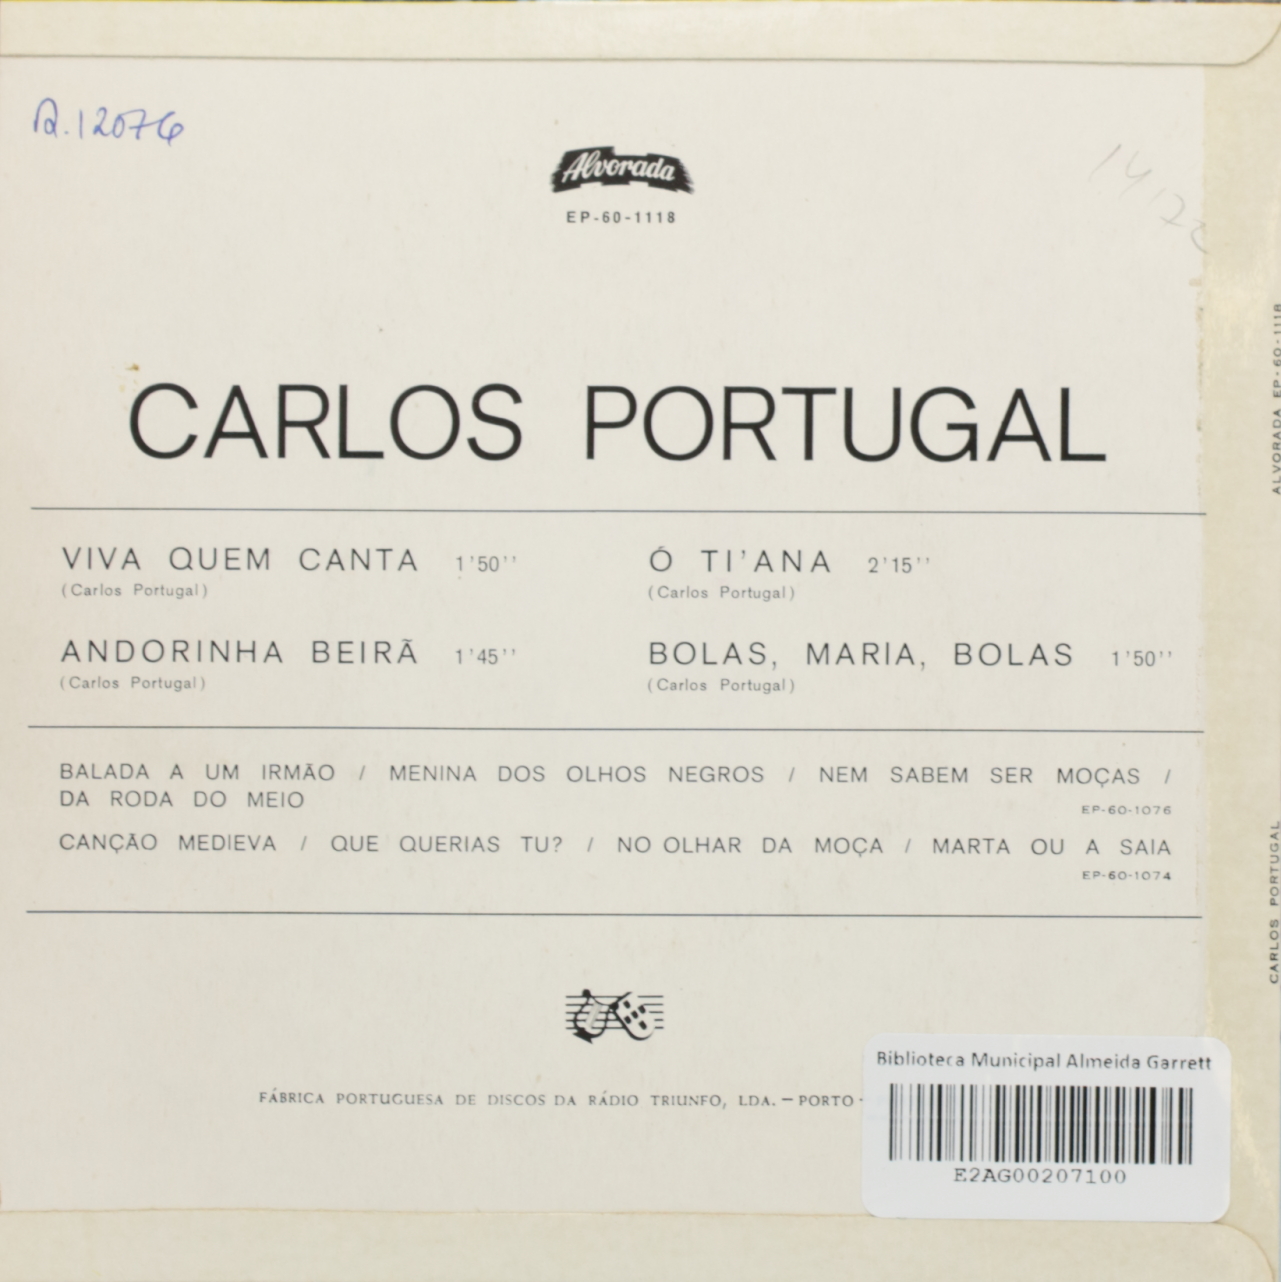 R.12076
14172
Alvorada
EP-60-1118
CARLOS PORTUGAL
VIVA QUEM CANTA 1'50''
(Carlos Portugal)
ANDORINHA BEIRÃ 1'45''
(Carlos Portugal)
Ó TI'ANA 2'15''
(Carlos Portugal)
BOLAS, MARIA, BOLAS 1'50''
(Carlos Portugal)
BALADA A UM IRMÃO / MENINA DOS OLHOS NEGROS / NEM SABEM SER MOÇAS /
DA RODA DO MEIO
EP-60-1076
CANÇÃO MEDIEVA / QUE QUERIAS TU? / NO OLHAR DA MOÇA / MARTA OU A SAIA
EP-60-1074
FÁBRICA PORTUGUESA DE DISCOS DA RÁDIO TRIUNFO, LDA. — PORTO -
Biblioteca Municipal Almeida Garrett
E2AG00207100
ALVORADA EP-60-1118
CARLOS PORTUGAL